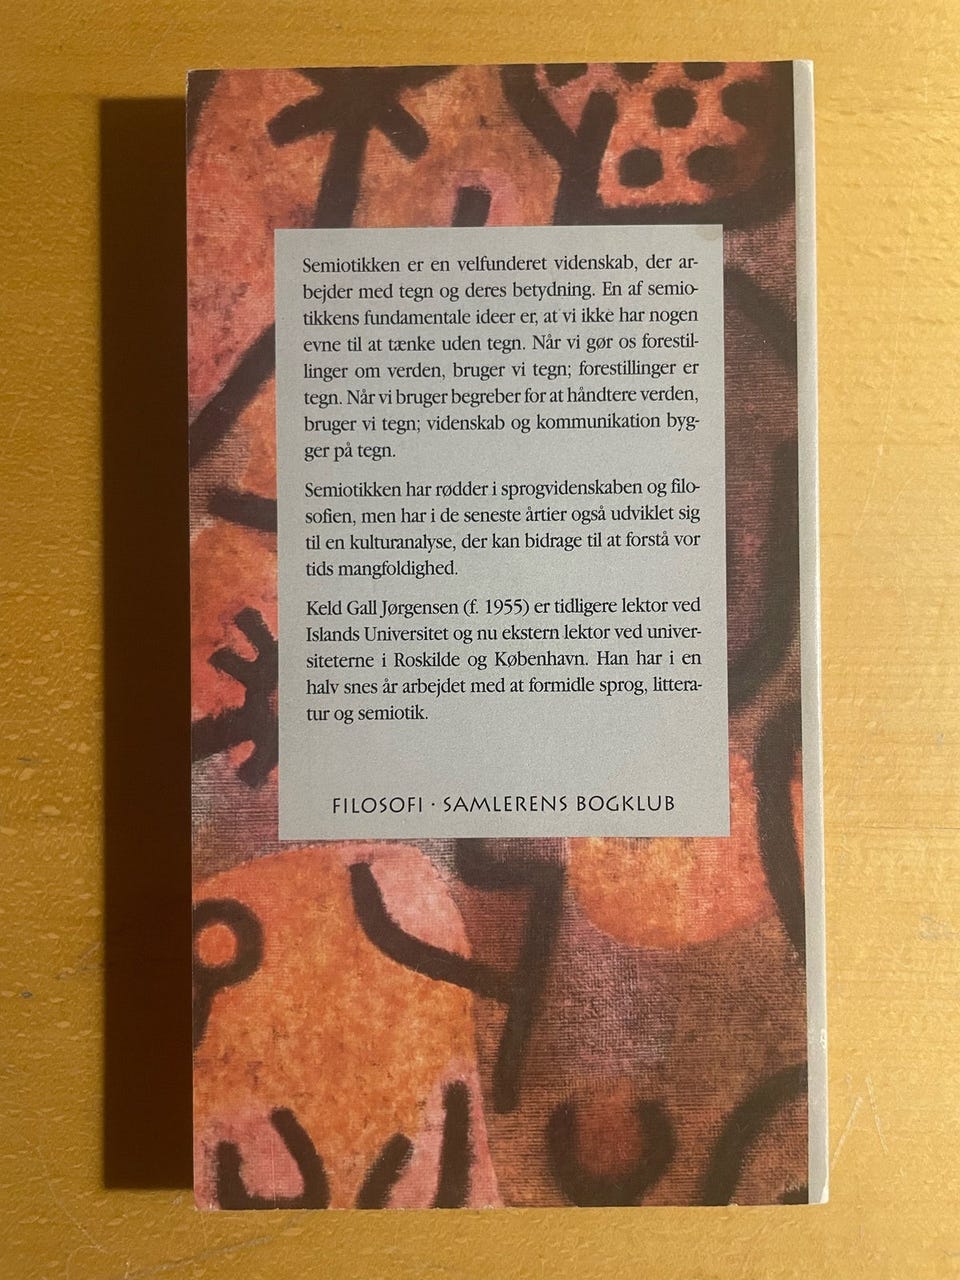 Semiotikken er en velfunderet videnskab, der ar-
bejder med tegn og deres betydning. En af semio-
tikkens fundamentale ideer er, at vi ikke har nogen
evne til at tænke uden tegn. Når vi gør os forestil-
linger om verden, bruger vi tegn; forestillinger er
tegn. Når vi bruger begreber for at håndtere verden,
bruger vi tegn; videnskab og kommunikation byg-
ger på tegn.
Semiotikken har rødder i sprogvidenskaben og filo-
sofien, men har i de seneste årtier også udviklet sig
til en kulturanalyse, der kan bidrage til at forstå vor
tids mangfoldighed.
Keld Gall Jørgensen (f. 1955) er tidligere lektor ved
Islands Universitet og nu ekstern lektor ved univer-
siteterne i Roskilde og København. Han har i en
halv snes år arbejdet med at formidle sprog, littera-
tur og semiotik.
FILOSOFI · SAMLERENS BOGKLUB